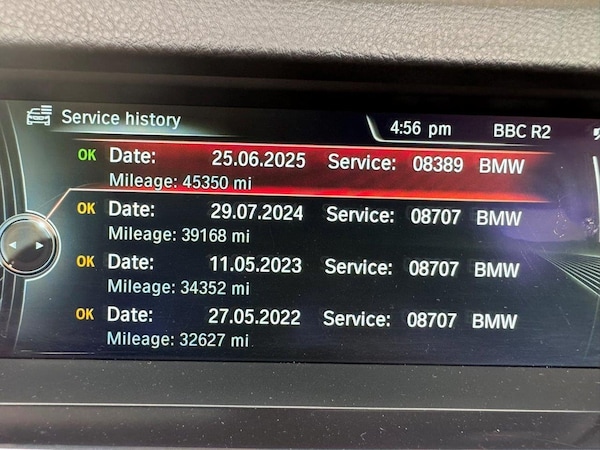 Service history 4:56 pm BBC R2
OK Date: 25.06.2025 Service: 08389 BMW
Mileage: 45350 mi
OK Date: 29.07.2024 Service: 08707 BMW
Mileage: 39168 mi
OK Date: 11.05.2023 Service: 08707 BMW
Mileage: 34352 mi
OK Date: 27.05.2022 Service: 08707 BMW
Mileage: 32627 mi